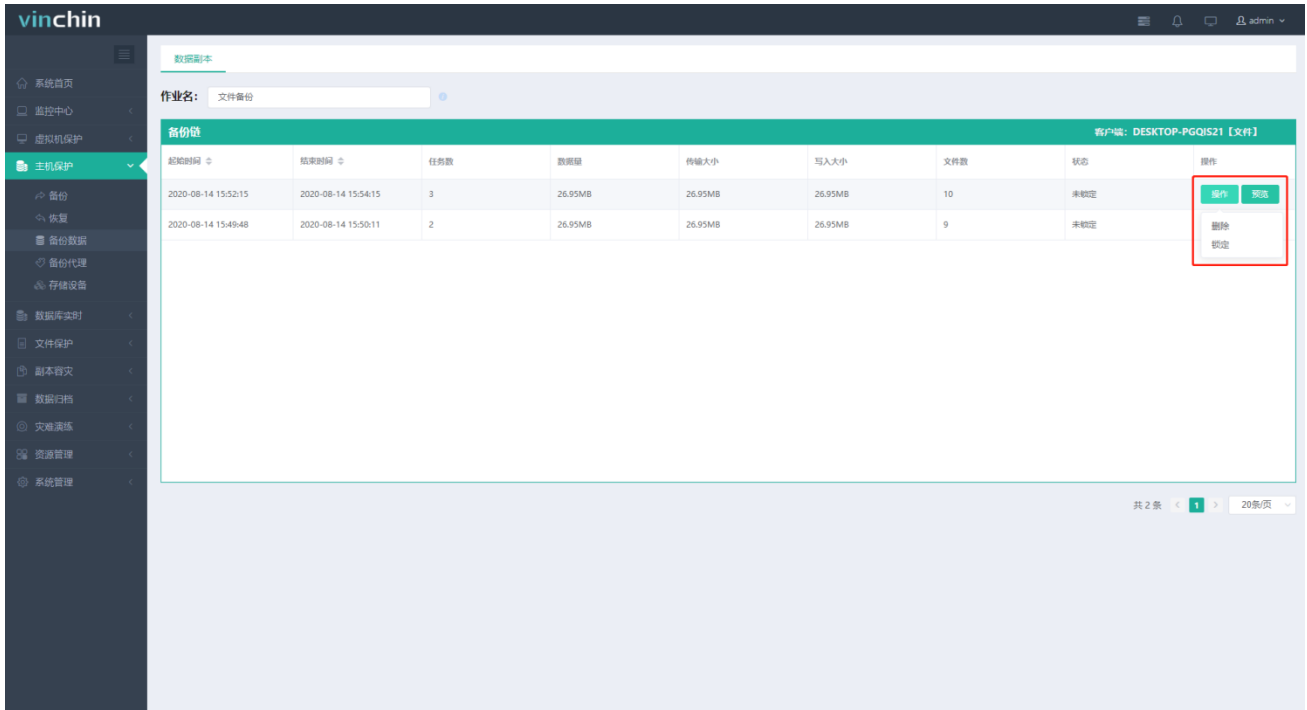 vinchin
admin
数据副本
系统首页
作业名： 文件备份
监控中心
虚拟机保护
备份链 客户端：DESKTOP-PGQIS21【文件】
主机保护
起始时间 结束时间 任务数 数据量 传输大小 写入大小 文件数 状态 操作
备份
2020-08-14 15:52:15 2020-08-14 15:54:15 3 26.95MB 26.95MB 26.95MB 10 未锁定 操作 预览
恢复
2020-08-14 15:49:48 2020-08-14 15:50:11 2 26.95MB 26.95MB 26.95MB 9 未锁定
删除
备份数据
锁定
备份代理
存储设备
数据库实时
文件保护
副本容灾
数据归档
灾难演练
资源管理
系统管理
共 2 条 < 1 > 20条/页